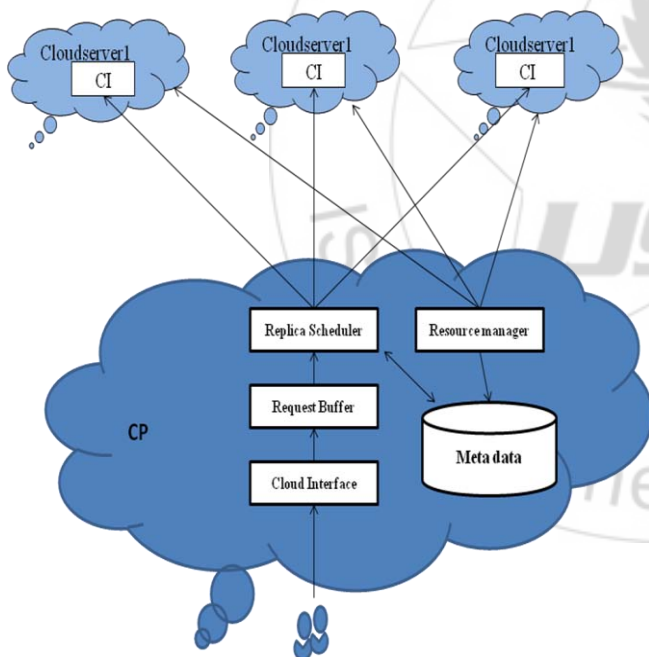 Cloudserver1
CI
Cloudserver1
CI
Cloudserver1
CI
Replica Scheduler
Resource manager
Request Buffer
CP
Meta data
Cloud Interface